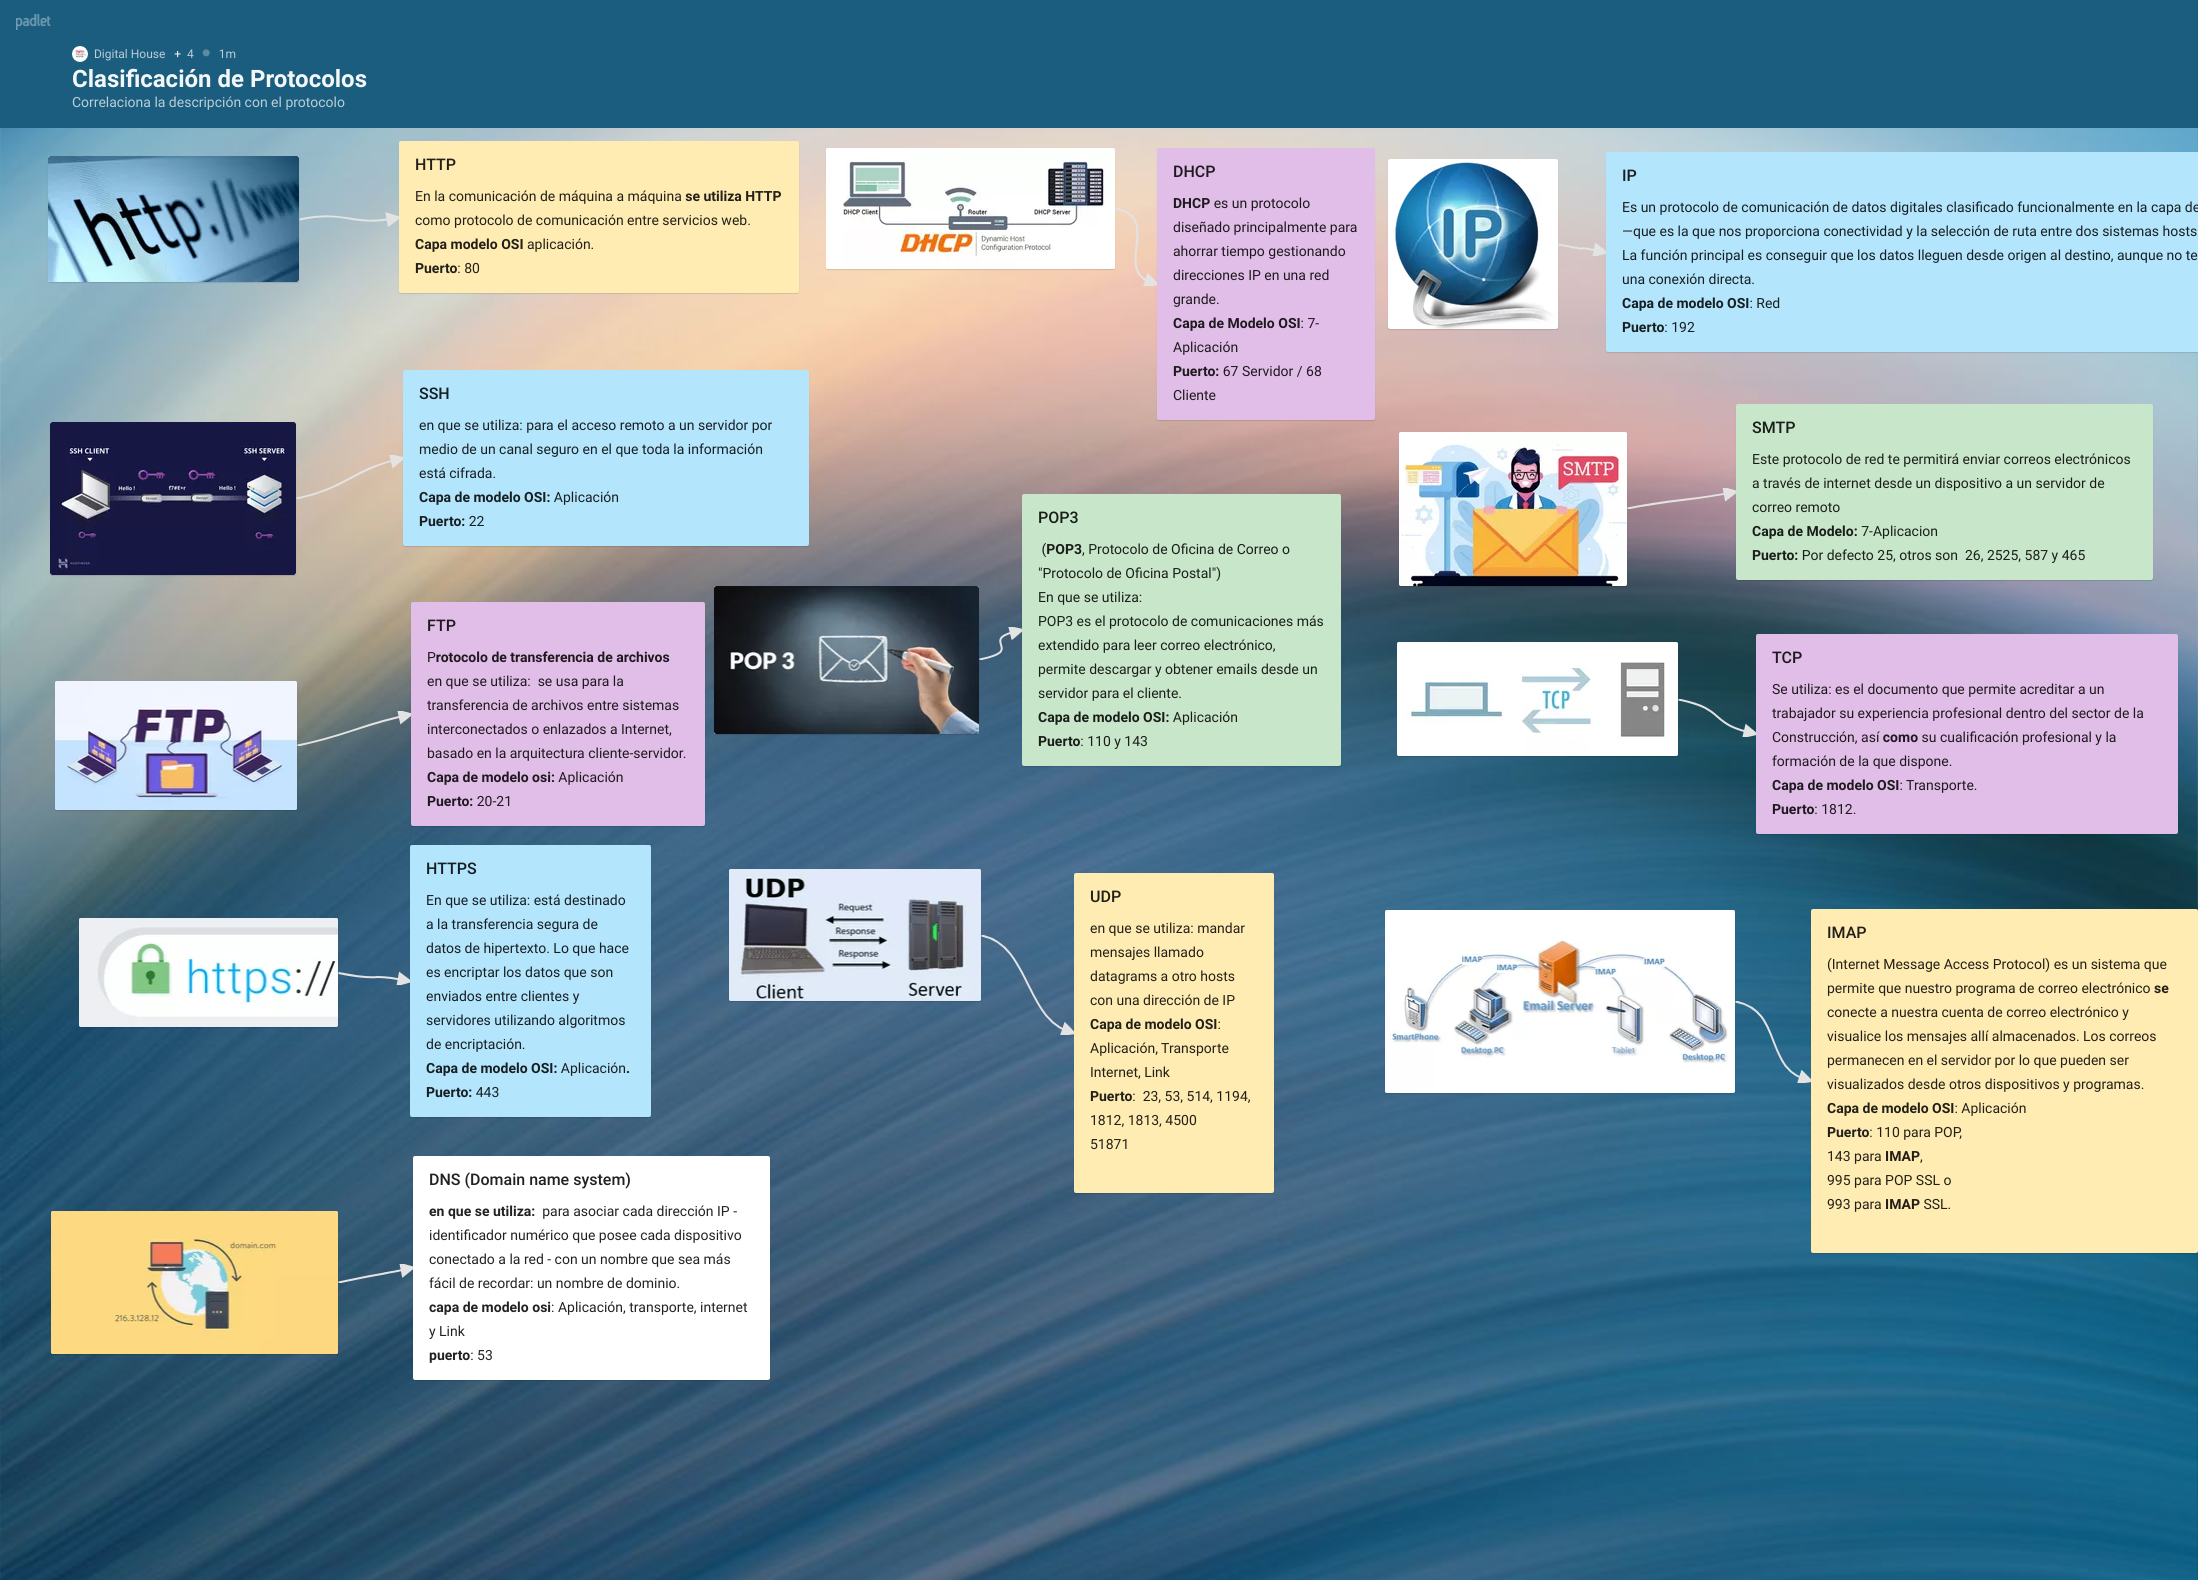 padlet
Digital House + 4 1m
Clasificación de Protocolos
Correlaciona la descripción con el protocolo
http://www
HTTP
En la comunicación de máquina a máquina se utiliza HTTP
como protocolo de comunicación entre servicios web.
Capa modelo OSI aplicación.
Puerto: 80
DHCP Client
Router
DHCP Server
DHCP
Dynamic Host
Configuration Protocol
DHCP
DHCP es un protocolo
diseñado principalmente para
ahorrar tiempo gestionando
direcciones IP en una red
grande.
Capa de Modelo OSI: 7-
Aplicación
Puerto: 67 Servidor / 68
Cliente
IP
IP
Es un protocolo de comunicación de datos digitales clasificado funcionalmente en la capa de
—que es la que nos proporciona conectividad y la selección de ruta entre dos sistemas hosts
La función principal es conseguir que los datos lleguen desde origen al destino, aunque no te
una conexión directa.
Capa de modelo OSI: Red
Puerto: 192
SSH CLIENT
SSH SERVER
Hello !
Hello !
SSH
en que se utiliza: para el acceso remoto a un servidor por
medio de un canal seguro en el que toda la información
está cifrada.
Capa de modelo OSI: Aplicación
Puerto: 22
SMTP
SMTP
Este protocolo de red te permitirá enviar correos electrónicos
a través de internet desde un dispositivo a un servidor de
correo remoto
Capa de Modelo: 7-Aplicacion
Puerto: Por defecto 25, otros son  26, 2525, 587 y 465
POP 3
POP3
(POP3, Protocolo de Oficina de Correo o
"Protocolo de Oficina Postal")
En que se utiliza:
POP3 es el protocolo de comunicaciones más
extendido para leer correo electrónico,
permite descargar y obtener emails desde un
servidor para el cliente.
Capa de modelo OSI: Aplicación
Puerto: 110 y 143
FTP
FTP
Protocolo de transferencia de archivos
en que se utiliza:  se usa para la
transferencia de archivos entre sistemas
interconectados o enlazados a Internet,
basado en la arquitectura cliente-servidor.
Capa de modelo osi: Aplicación
Puerto: 20-21
TCP
TCP
Se utiliza: es el documento que permite acreditar a un
trabajador su experiencia profesional dentro del sector de la
Construcción, así como su cualificación profesional y la
formación de la que dispone.
Capa de modelo OSI: Transporte.
Puerto: 1812.
https://
HTTPS
En que se utiliza: está destinado
a la transferencia segura de
datos de hipertexto. Lo que hace
es encriptar los datos que son
enviados entre clientes y
servidores utilizando algoritmos
de encriptación.
Capa de modelo OSI: Aplicación.
Puerto: 443
UDP
Request
Response
Response
Client
Server
UDP
en que se utiliza: mandar
mensajes llamado
datagrams a otro hosts
con una dirección de IP
Capa de modelo OSI:
Aplicación, Transporte
Internet, Link
Puerto:  23, 53, 514, 1194,
1812, 1813, 4500
51871
IMAP
IMAP
IMAP
IMAP
Email Server
SmartPhone
Desktop PC
Tablet
Desktop PC
IMAP
(Internet Message Access Protocol) es un sistema que
permite que nuestro programa de correo electrónico se
conecte a nuestra cuenta de correo electrónico y
visualice los mensajes allí almacenados. Los correos
permanecen en el servidor por lo que pueden ser
visualizados desde otros dispositivos y programas.
Capa de modelo OSI: Aplicación
Puerto: 110 para POP,
143 para IMAP,
995 para POP SSL o
993 para IMAP SSL.
domain.com
216.3.128.12
DNS (Domain name system)
en que se utiliza:  para asociar cada dirección IP -
identificador numérico que posee cada dispositivo
conectado a la red - con un nombre que sea más
fácil de recordar: un nombre de dominio.
capa de modelo osi: Aplicación, transporte, internet
y Link
puerto: 53